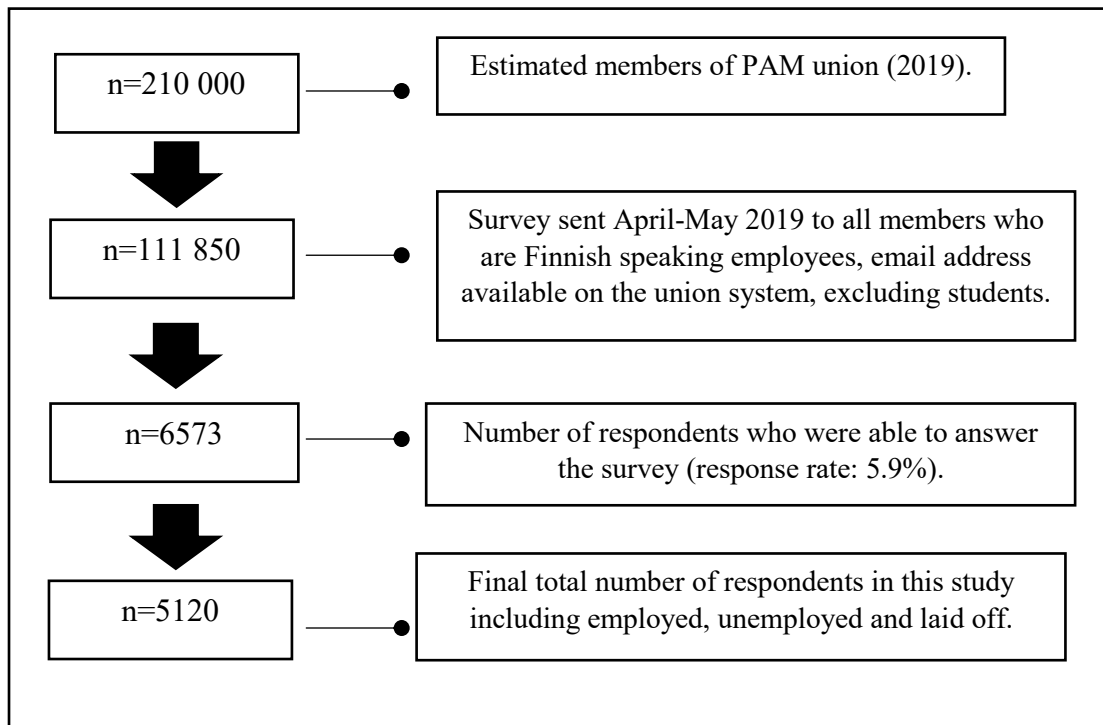 n=210 000
Estimated members of PAM union (2019).
n=111 850
Survey sent April-May 2019 to all members who
are Finnish speaking employees, email address
available on the union system, excluding students.
n=6573
Number of respondents who were able to answer
the survey (response rate: 5.9%).
n=5120
Final total number of respondents in this study
including employed, unemployed and laid off.